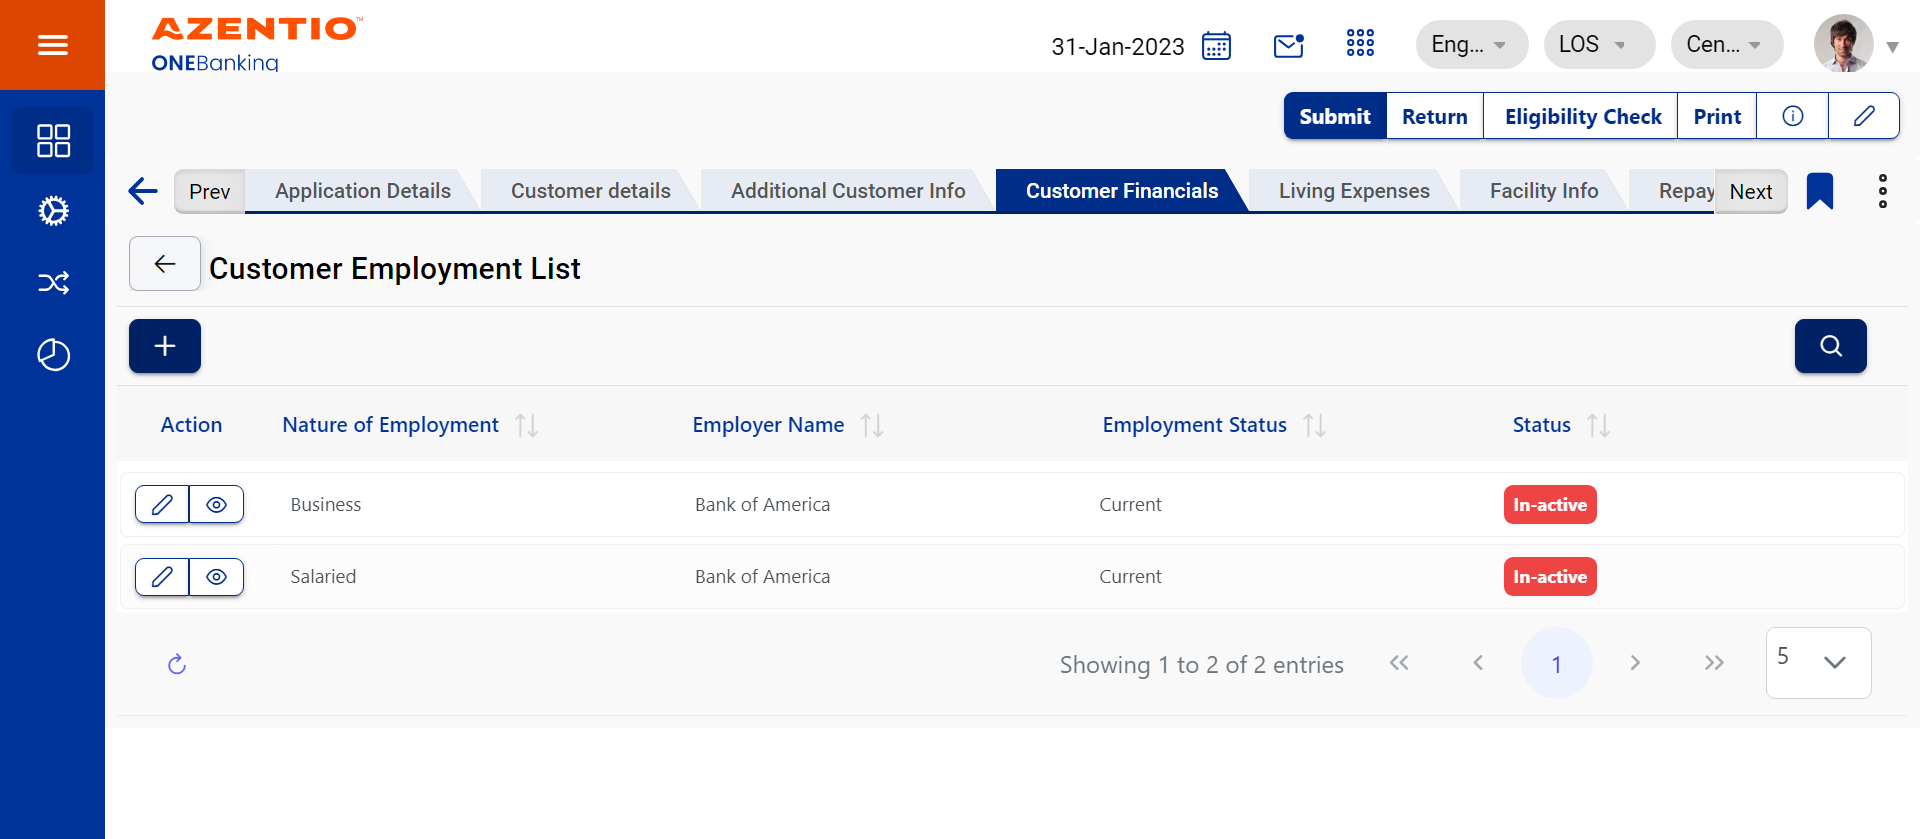 AZENTIO™
ONEBanking
31-Jan-2023
Eng...
LOS
Cen...
Submit
Return
Eligibility Check
Print
Prev
Application Details
Customer details
Additional Customer Info
Customer Financials
Living Expenses
Facility Info
Repay
Next
Customer Employment List
Action
Nature of Employment
Employer Name
Employment Status
Status
Business
Bank of America
Current
In-active
Salaried
Bank of America
Current
In-active
Showing 1 to 2 of 2 entries
1
5